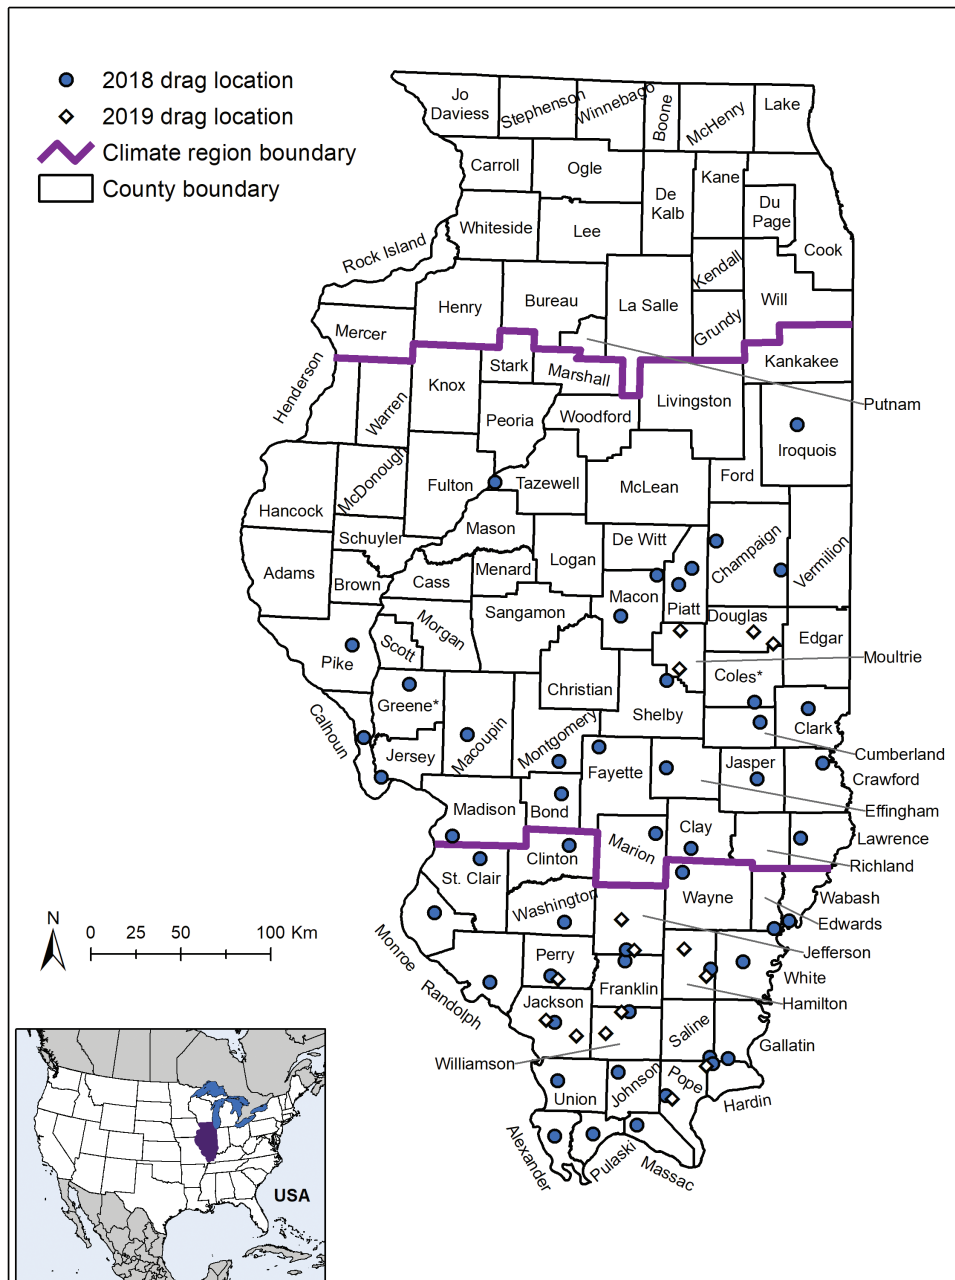 2018 drag location
2019 drag location
Climate region boundary
County boundary
Jo
Daviess
Stephenson
Winnebago
Boone
McHenry
Lake
Carroll
Ogle
De
Kalb
Kane
Du
Page
Cook
Whiteside
Lee
Rock Island
Kendall
Henry
Bureau
La Salle
Grundy
Will
Mercer
Putnam
Kankakee
Henderson
Warren
Knox
Stark
Marshall
Peoria
Woodford
Livingston
Iroquois
Ford
Hancock
McDonough
Fulton
Tazewell
McLean
Schuyler
Mason
Logan
De Witt
Champaign
Vermilion
Adams
Brown
Cass
Menard
Macon
Piatt
Douglas
Edgar
Pike
Scott
Morgan
Sangamon
Moultrie
Coles*
Christian
Greene*
Calhoun
Jersey
Macoupin
Montgomery
Shelby
Clark
Cumberland
Fayette
Jasper
Crawford
Effingham
Madison
Bond
Clay
Lawrence
Richland
Marion
Clinton
St. Clair
Wayne
Wabash
Edwards
Washington
Jefferson
Monroe
Perry
White
Hamilton
Randolph
Franklin
Jackson
Saline
Gallatin
Williamson
Union
Johnson
Pope
Hardin
Alexander
Pulaski
Massac
N
0 25 50 100 Km
USA